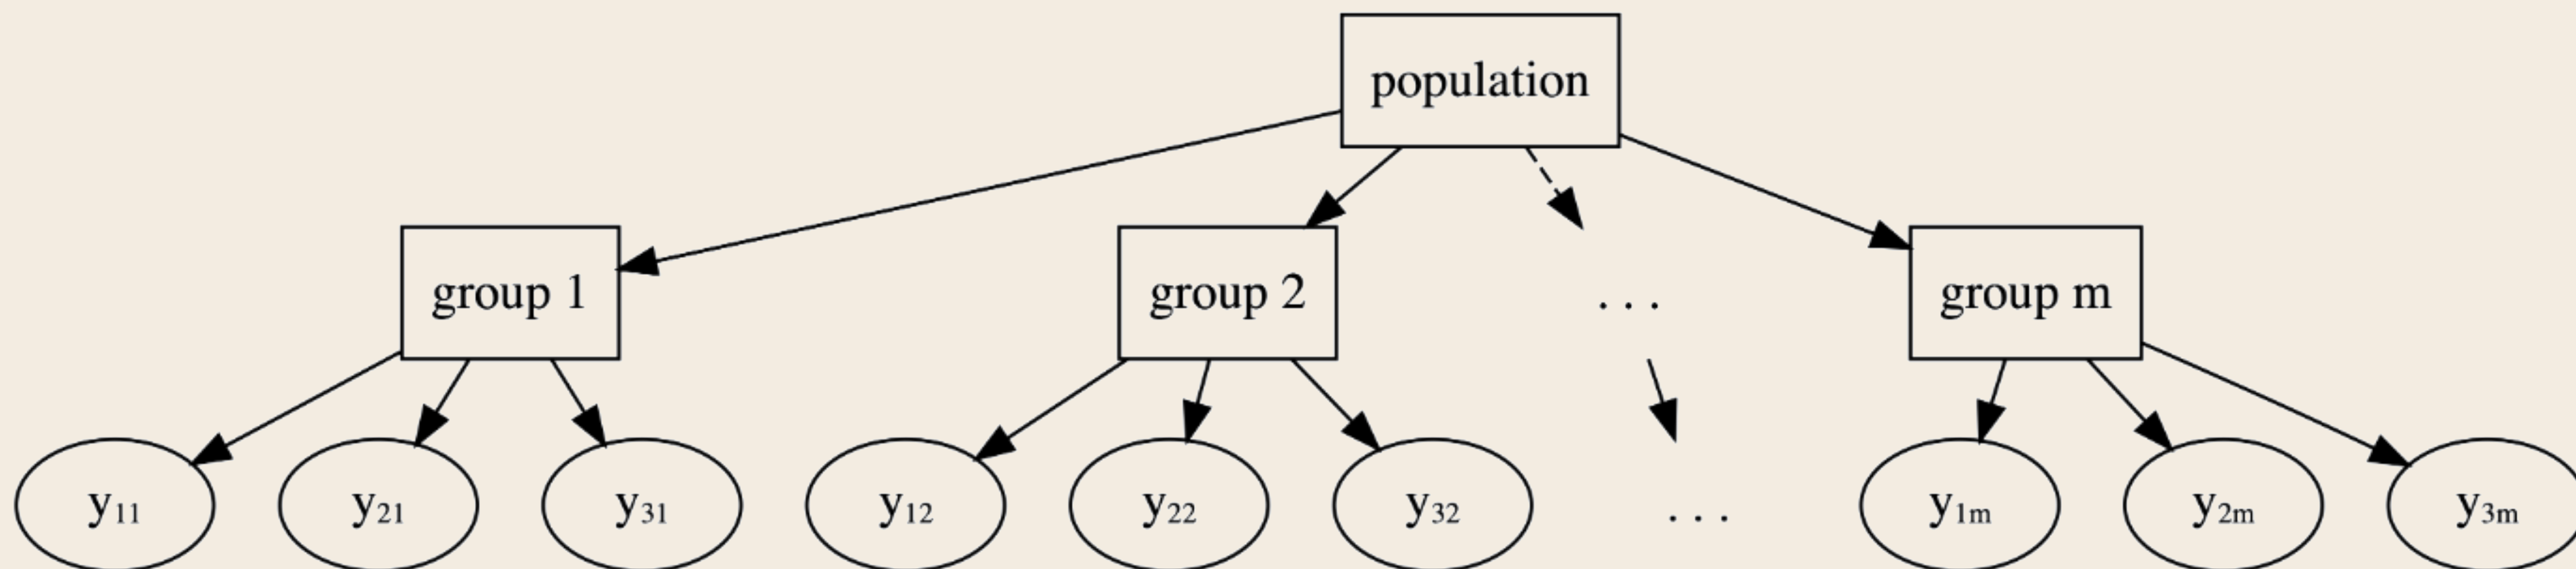 population
group 1 group 2 . . . group m
y₁₁ y₂₁ y₃₁ y₁₂ y₂₂ y₃₂ . . . y₁ₘ y₂ₘ y₃ₘ